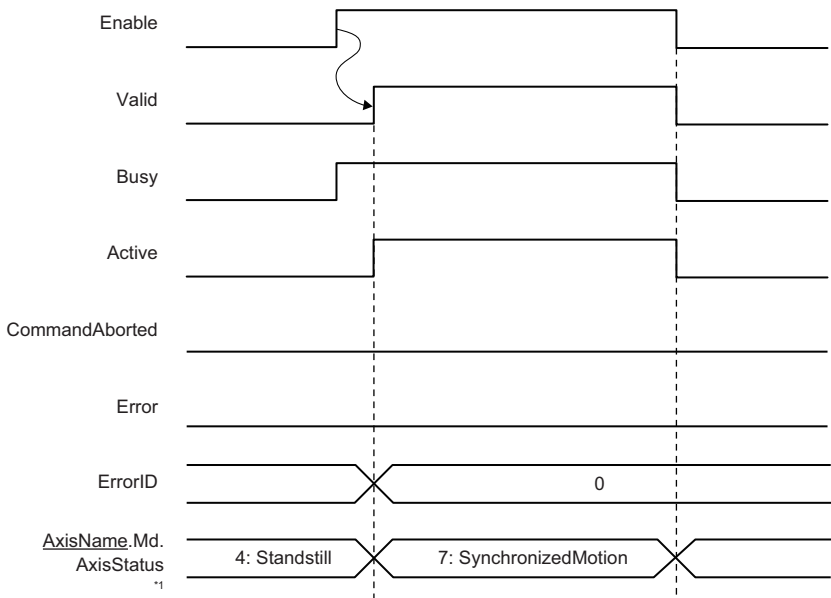 Enable
Valid
Busy
Active
CommandAborted
Error
ErrorID
0
AxisName.Md.
AxisStatus
*1
4: Standstill
7: SynchronizedMotion